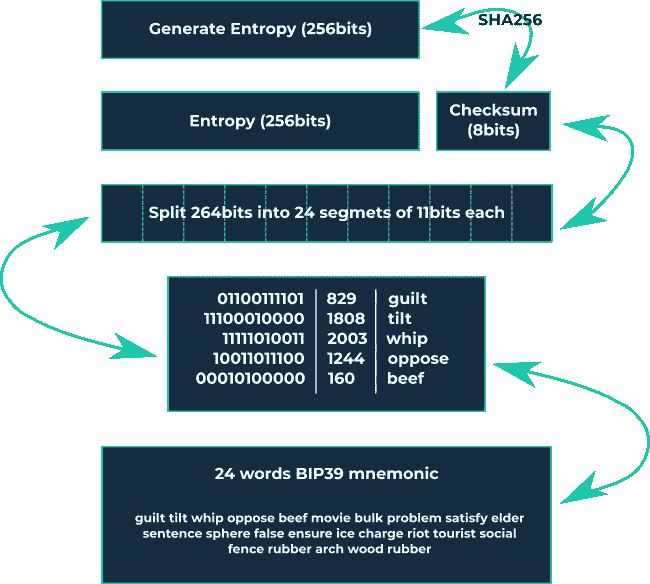 Generate Entropy (256bits)
SHA256
Entropy (256bits)
Checksum
(8bits)
Split 264bits into 24 segmets of 11bits each
01100111101 829 guilt
11100010000 1808 tilt
11111010011 2003 whip
10011011100 1244 oppose
00010100000 160 beef
24 words BIP39 mnemonic
guilt tilt whip oppose beef movie bulk problem satisfy elder
sentence sphere false ensure ice charge riot tourist social
fence rubber arch wood rubber